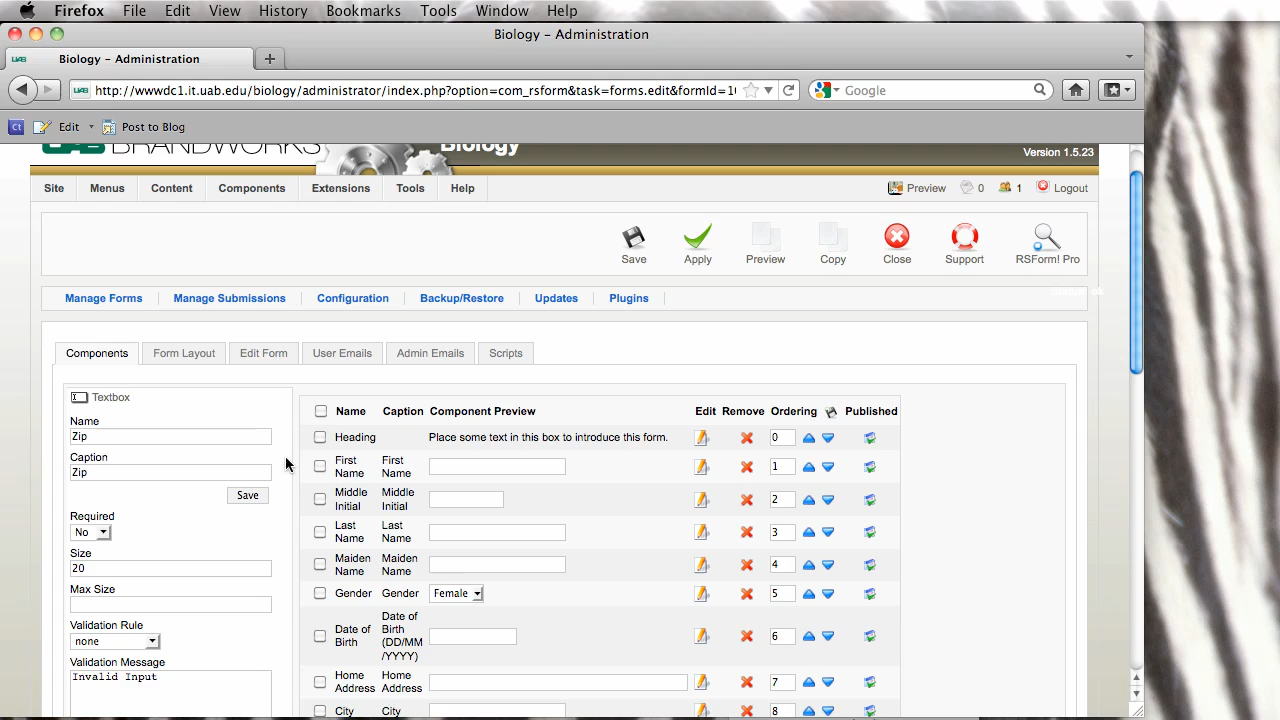 Firefox File Edit View History Bookmarks Tools Window Help
Biology – Administration
UAB Biology – Administration +
UAB http://wwwdc1.it.uab.edu/biology/administrator/index.php?option=com_rsform&task=forms.edit&formId=10 Google
Ct Edit Post to Blog
BRANDWORKS Biology
Version 1.5.23
Site Menus Content Components Extensions Tools Help Preview 0 1 Logout
Save Apply Preview Copy Close Support RSForm! Pro
Manage Forms Manage Submissions Configuration Backup/Restore Updates Plugins
Components Form Layout Edit Form User Emails Admin Emails Scripts
Textbox
Name
Zip
Caption
Zip
Save
Required
No
Size
20
Max Size
Validation Rule
none
Validation Message
Invalid Input
Name Caption Component Preview Edit Remove Ordering Published
Heading Place some text in this box to introduce this form. 0
First Name First Name 1
Middle Initial Middle Initial 2
Last Name Last Name 3
Maiden Name Maiden Name 4
Gender Gender Female 5
Date of Birth Date of Birth (DD/MM/YYYY) 6
Home Address Home Address 7
City City 8